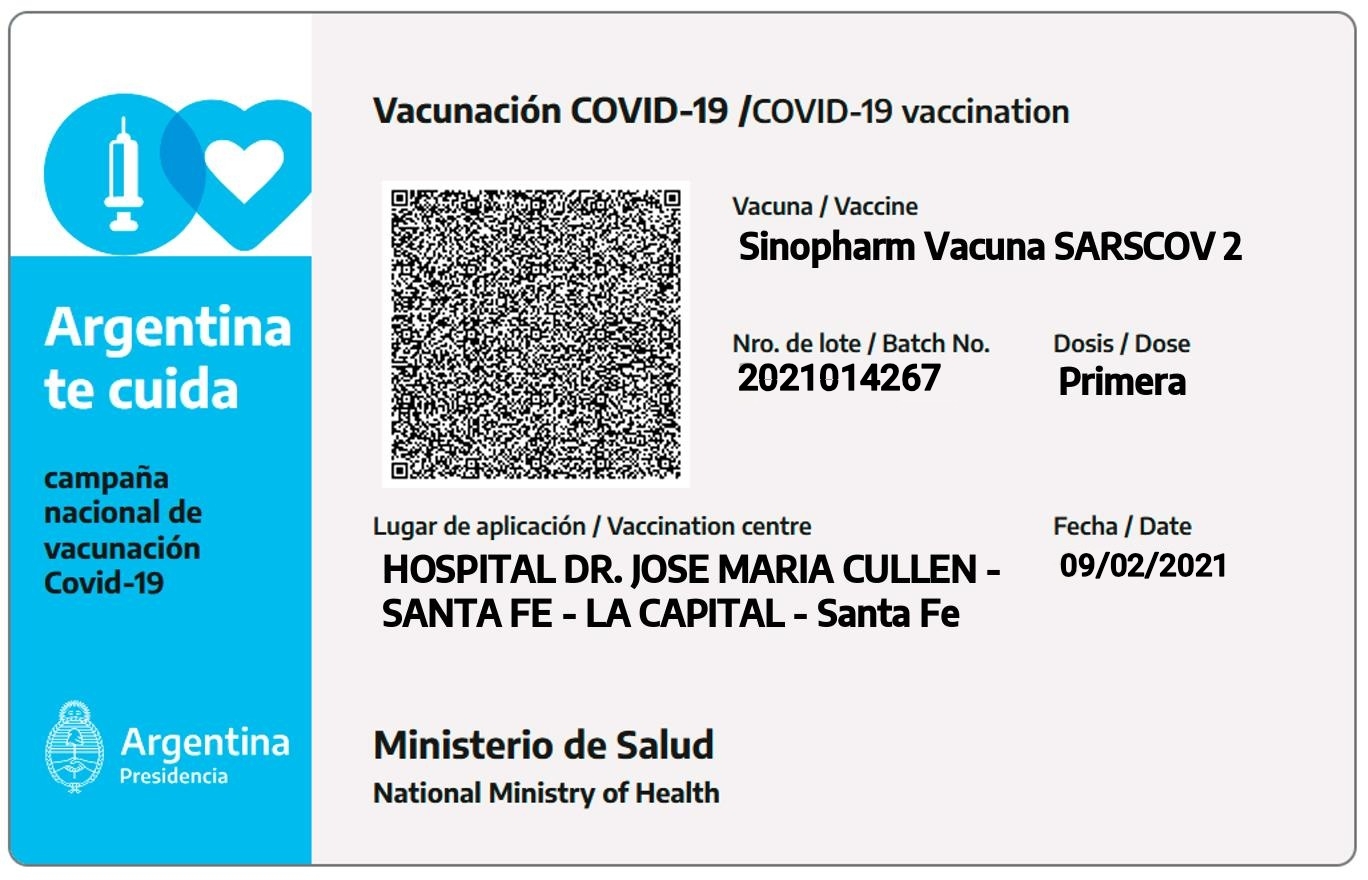 Vacunación COVID-19 /COVID-19 vaccination
Vacuna / Vaccine
Sinopharm Vacuna SARSCOV 2
Nro. de lote / Batch No.
2021014267
Dosis / Dose
Primera
Lugar de aplicación / Vaccination centre
HOSPITAL DR. JOSE MARIA CULLEN -
SANTA FE - LA CAPITAL - Santa Fe
Fecha / Date
09/02/2021
Ministerio de Salud
National Ministry of Health
Argentina
te cuida
campaña
nacional de
vacunación
Covid-19
Argentina
Presidencia